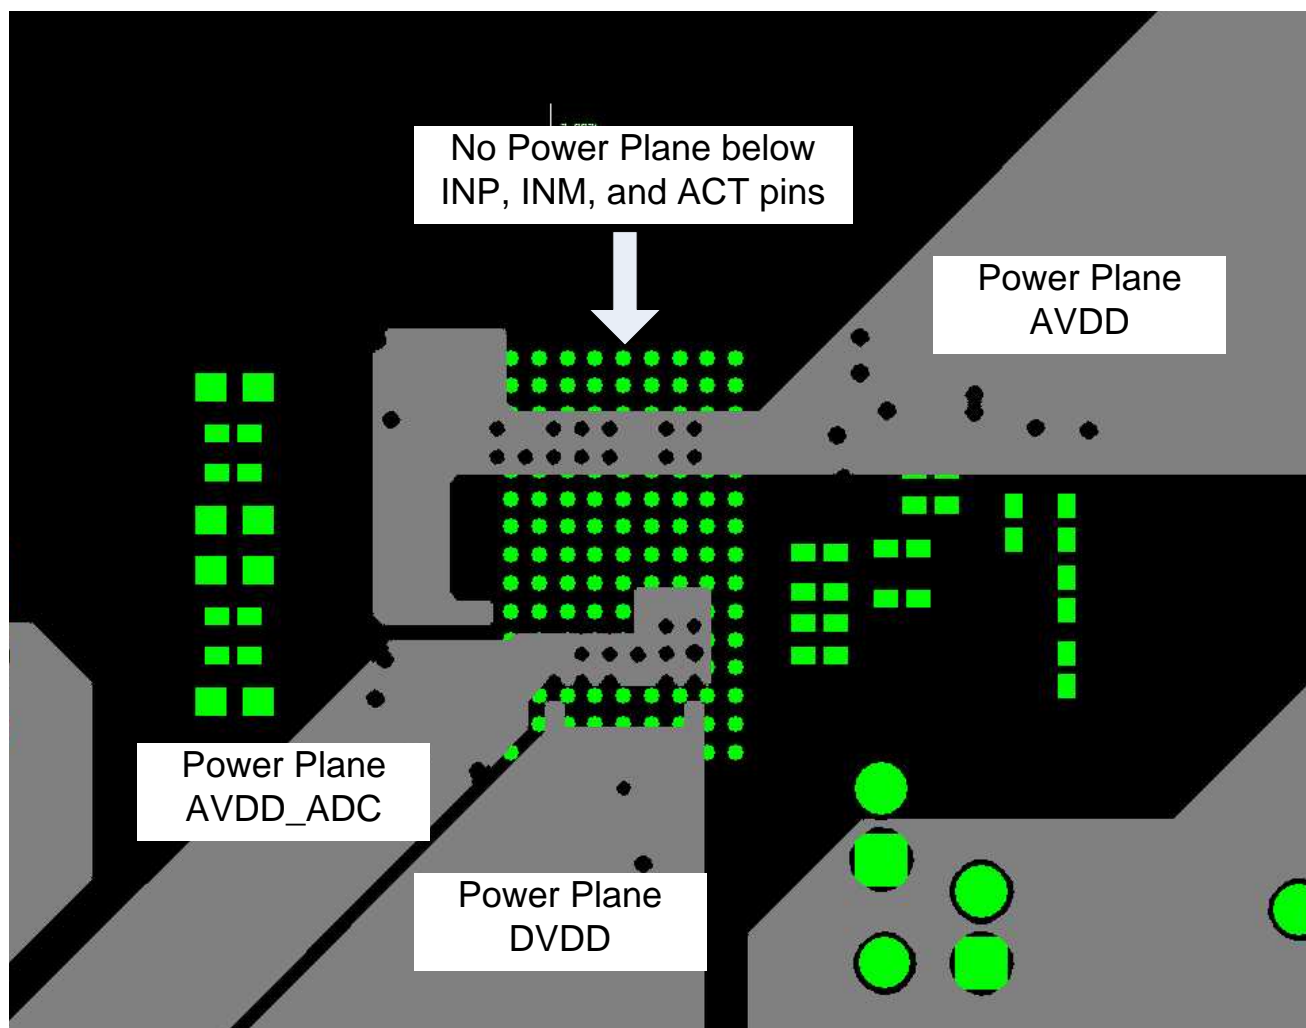 No Power Plane below
INP, INM, and ACT pins
Power Plane
AVDD
Power Plane
AVDD_ADC
Power Plane
DVDD